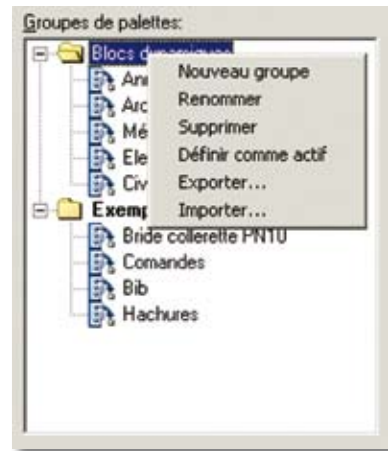 Groupes de palettes:
Blocs dynamiques
Nouveau groupe
Renommer
Supprimer
Définir comme actif
Exporter...
Importer...
Bride collerette PN10
Comandes
Bib
Hachures